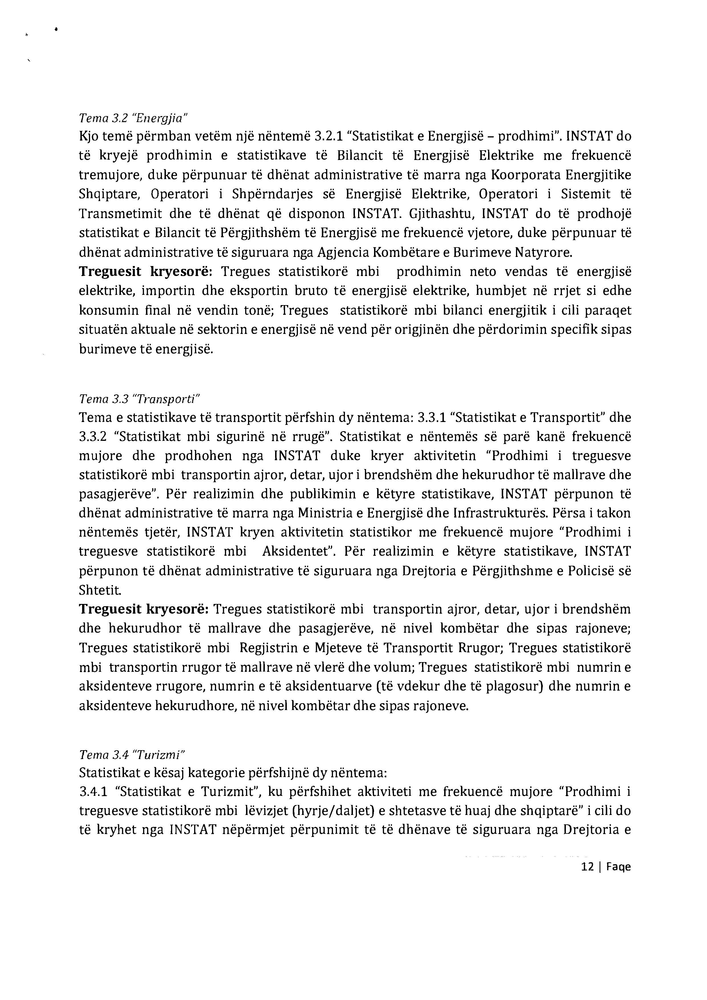 Tema 3.2 “Energjia”
Kjo temë përmban vetëm një nëntemë 3.2.1 “Statistikat e Energjisë – prodhimi”. INSTAT do
të kryejë prodhimin e statistikave të Bilancit të Energjisë Elektrike me frekuencë
tremujore, duke përpunuar të dhënat administrative të marra nga Koorporata Energjitike
Shqiptare, Operatori i Shpërndarjes së Energjisë Elektrike, Operatori i Sistemit të
Transmetimit dhe të dhënat që disponon INSTAT. Gjithashtu, INSTAT do të prodhojë
statistikat e Bilancit të Përgjithshëm të Energjisë me frekuencë vjetore, duke përpunuar të
dhënat administrative të siguruara nga Agjencia Kombëtare e Burimeve Natyrore.
Treguesit kryesorë: Tregues statistikorë mbi prodhimin neto vendas të energjisë
elektrike, importin dhe eksportin bruto të energjisë elektrike, humbjet në rrjet si edhe
konsumin final në vendin tonë; Tregues statistikorë mbi bilanci energjitik i cili paraqet
situatën aktuale në sektorin e energjisë në vend për origjinën dhe përdorimin specifik sipas
burimeve të energjisë.
Tema 3.3 “Transporti”
Tema e statistikave të transportit përfshin dy nëntema: 3.3.1 “Statistikat e Transportit” dhe
3.3.2 “Statistikat mbi sigurinë në rrugë”. Statistikat e nëntemës së parë kanë frekuencë
mujore dhe prodhohen nga INSTAT duke kryer aktivitetin “Prodhimi i treguesve
statistikorë mbi transportin ajror, detar, ujor i brendshëm dhe hekurudhor të mallrave dhe
pasagjerëve”. Për realizimin dhe publikimin e këtyre statistikave, INSTAT përpunon të
dhënat administrative të marra nga Ministria e Energjisë dhe Infrastrukturës. Përsa i takon
nëntemës tjetër, INSTAT kryen aktivitetin statistikor me frekuencë mujore “Prodhimi i
treguesve statistikorë mbi Aksidentet”. Për realizimin e këtyre statistikave, INSTAT
përpunon të dhënat administrative të siguruara nga Drejtoria e Përgjithshme e Policisë së
Shtetit.
Treguesit kryesorë: Tregues statistikorë mbi transportin ajror, detar, ujor i brendshëm
dhe hekurudhor të mallrave dhe pasagjerëve, në nivel kombëtar dhe sipas rajoneve;
Tregues statistikorë mbi Regjistrin e Mjeteve të Transportit Rrugor; Tregues statistikorë
mbi transportin rrugor të mallrave në vlerë dhe volum; Tregues statistikorë mbi numrin e
aksidenteve rrugore, numrin e të aksidentuarve (të vdekur dhe të plagosur) dhe numrin e
aksidenteve hekurudhore, në nivel kombëtar dhe sipas rajoneve.
Tema 3.4 “Turizmi”
Statistikat e kësaj kategorie përfshijnë dy nëntema:
3.4.1 “Statistikat e Turizmit”, ku përfshihet aktiviteti me frekuencë mujore “Prodhimi i
treguesve statistikorë mbi lëvizjet (hyrje/daljet) e shtetasve të huaj dhe shqiptarë” i cili do
të kryhet nga INSTAT nëpërmjet përpunimit të të dhënave të siguruara nga Drejtoria e
12 | Faqe